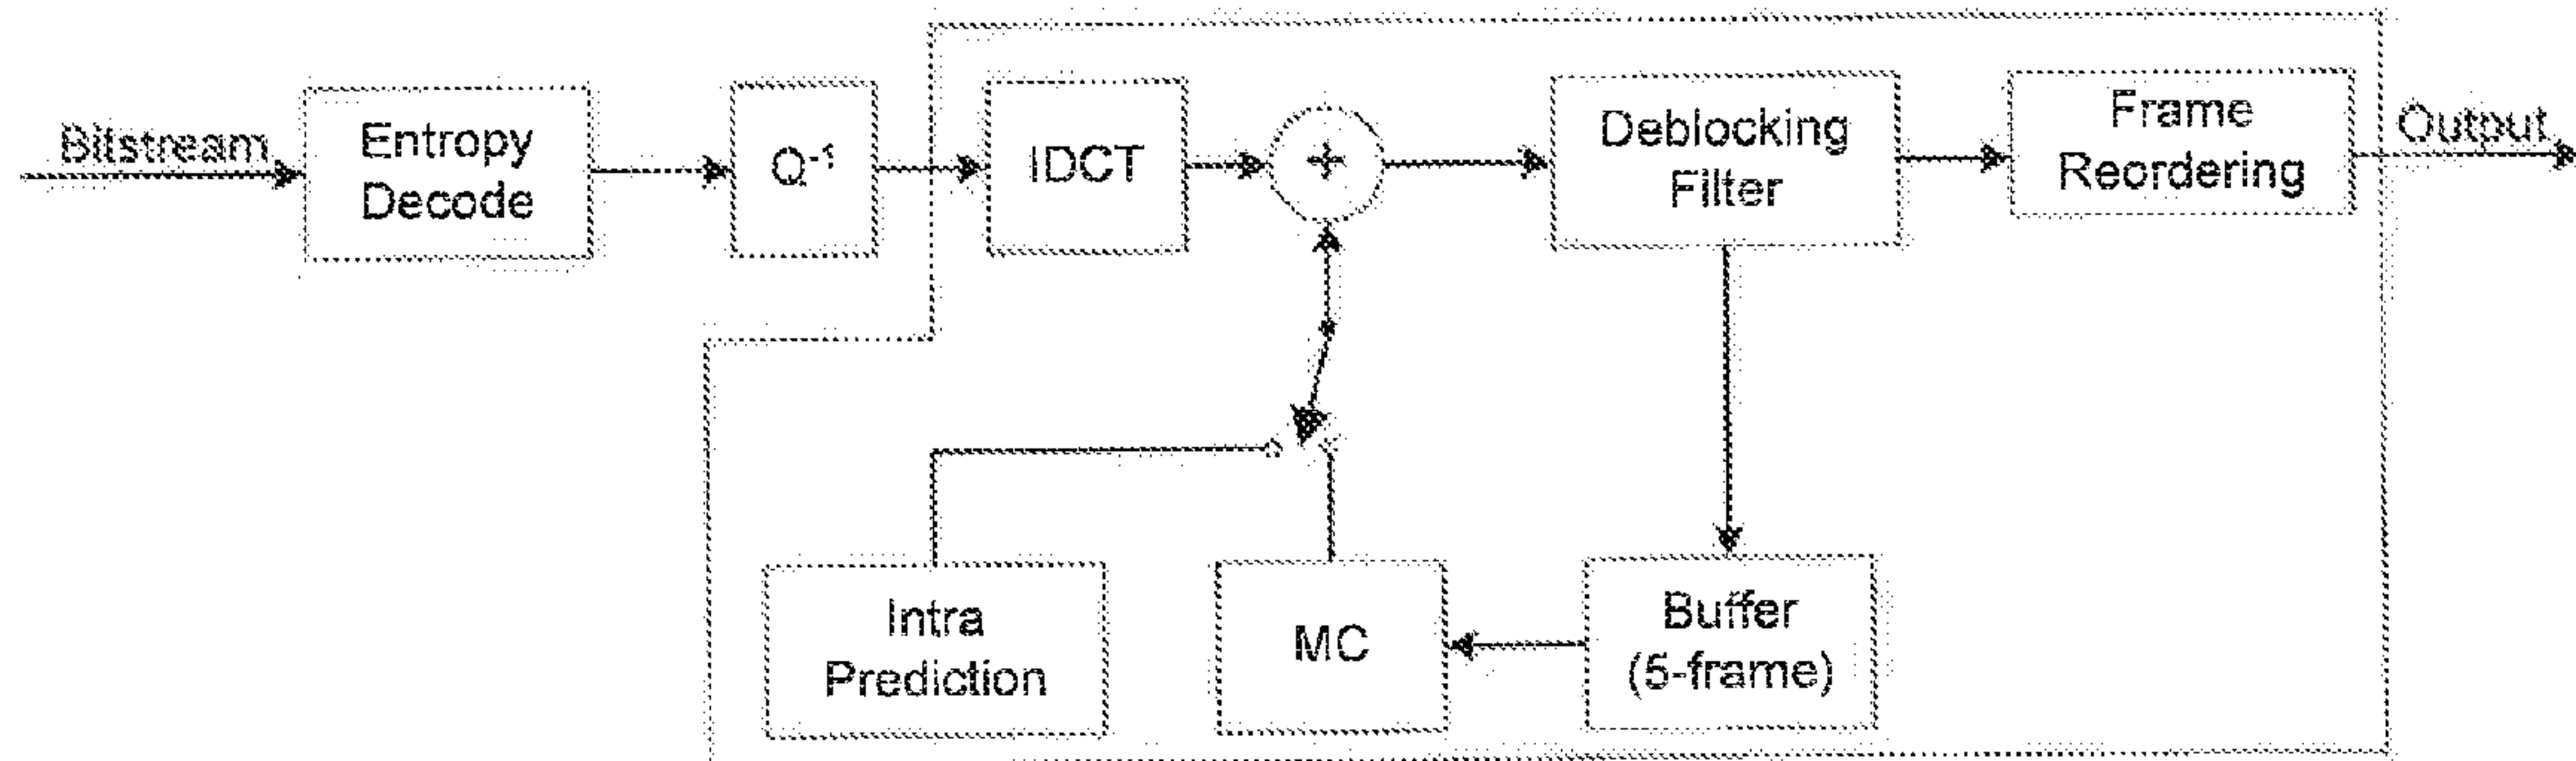 Bitstream
Entropy
Decode
Q-1
IDCT
+
Deblocking
Filter
Frame
Reordering
Output
Intra
Prediction
MC
Buffer
(5-frame)